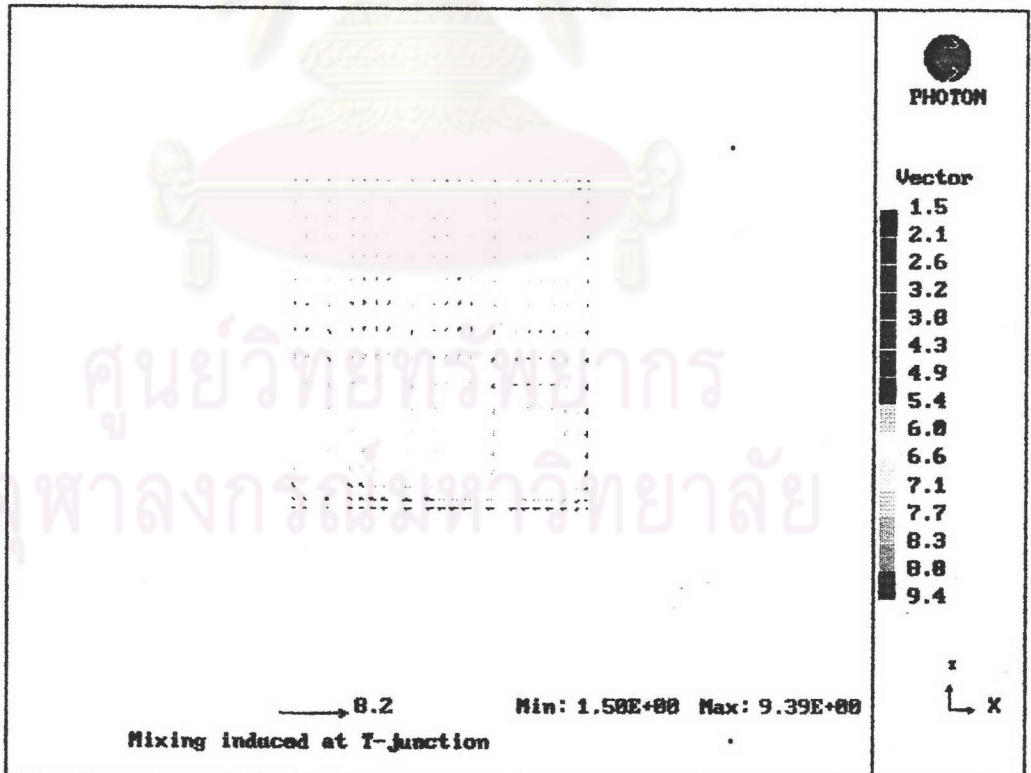 PHOTON
Vector
1.5
2.1
2.6
3.2
3.8
4.3
4.9
5.4
6.0
6.6
7.1
7.7
8.3
8.8
9.4
ศูนย์วิทยทรัพยากร
จุฬาลงกรณ์มหาวิทยาลัย
8.2
Min: 1.50E+00 Max: 9.39E+00
Mixing induced at T-junction
z
X